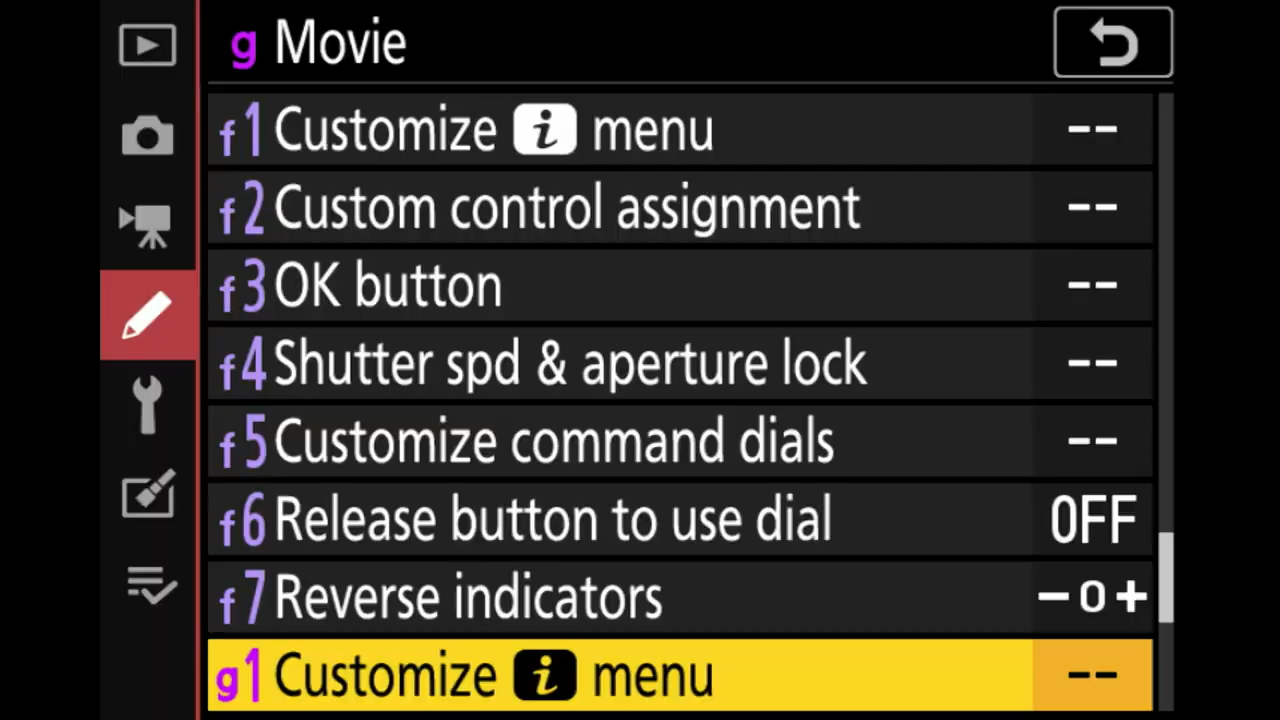 g Movie
f1 Customize i menu --
f2 Custom control assignment --
f3 OK button --
f4 Shutter spd & aperture lock --
f5 Customize command dials --
f6 Release button to use dial OFF
f7 Reverse indicators -o+
g1 Customize i menu --